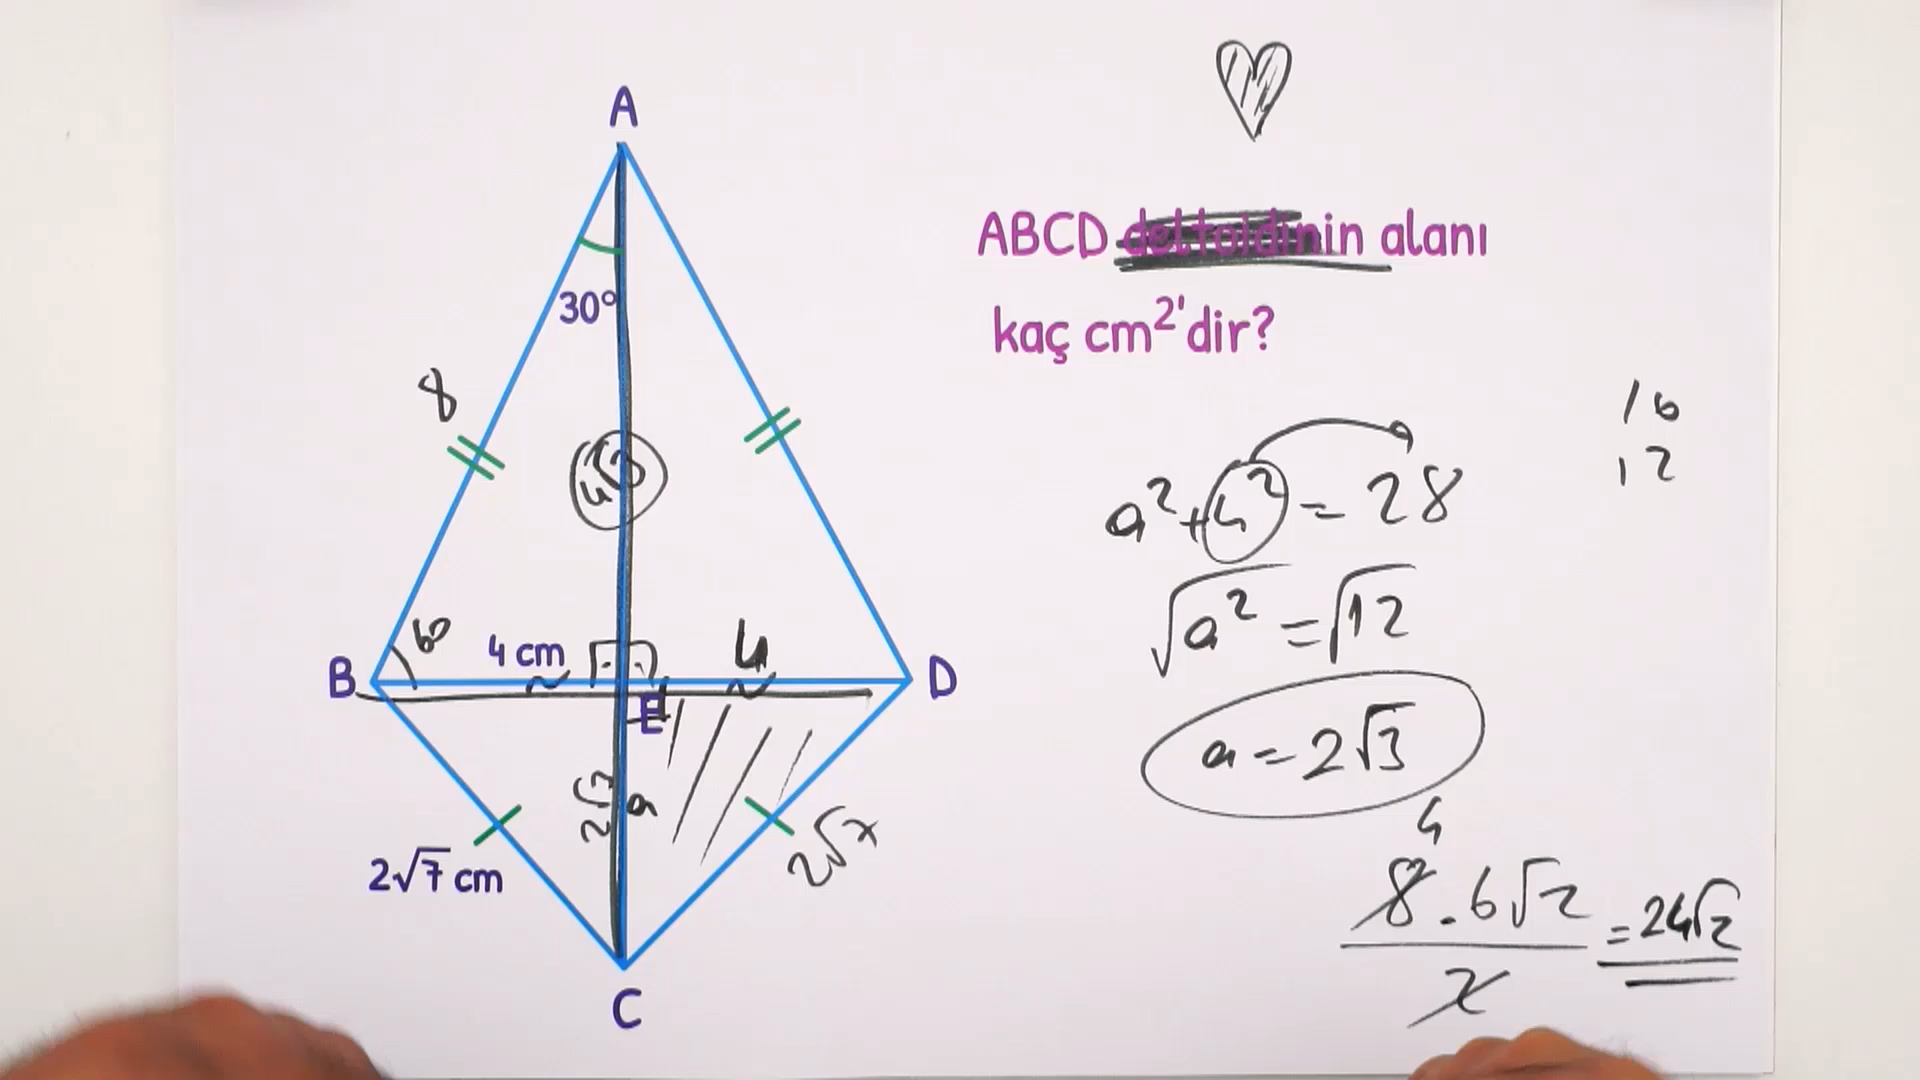 A
ABCD deltoidinin alanı
30°
kaç cm²'dir?
8
16
12
4√3
a² + 4² = 28
√a² = √12
60
4 cm
4
B
D
E
a = 2√3
2√3
a
2√7
2√7 cm
4
8 . 6√2
= 24√2
2
C